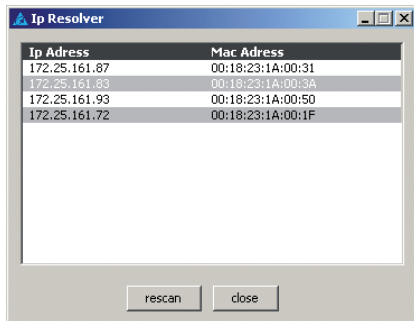 Ip Resolver
Ip Adress Mac Adress
172.25.161.87 00:18:23:1A:00:31
172.25.161.83 00:18:23:1A:00:3A
172.25.161.93 00:18:23:1A:00:50
172.25.161.72 00:18:23:1A:00:1F
rescan close